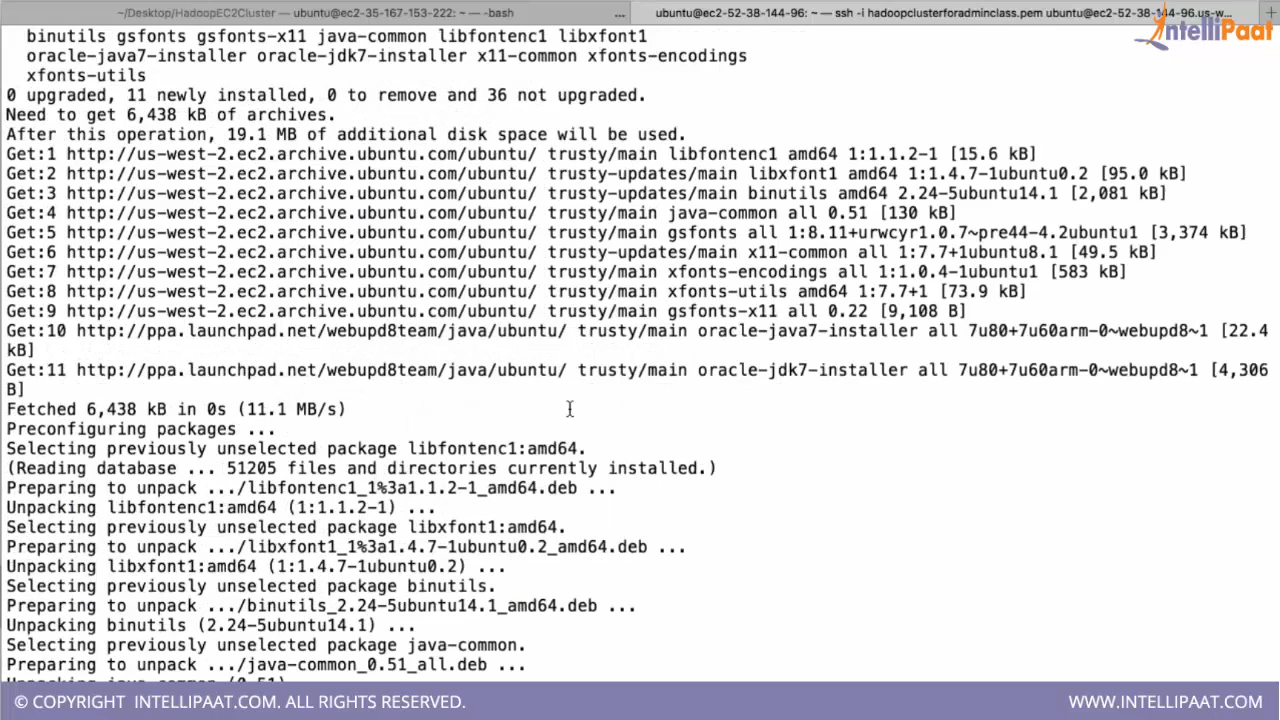 ~/Desktop/HadoopEC2Cluster — ubuntu@ec2-35-167-153-222: ~ — -bash ... ubuntu@ec2-52-38-144-96: ~ — ssh -i hadoopclusterforadminclass.pem ubuntu@ec2-52-38-144-96.us-w... +
IntelliPaat
binutils gsfonts gsfonts-x11 java-common libfontenc1 libxfont1
oracle-java7-installer oracle-jdk7-installer x11-common xfonts-encodings
xfonts-utils
0 upgraded, 11 newly installed, 0 to remove and 36 not upgraded.
Need to get 6,438 kB of archives.
After this operation, 19.1 MB of additional disk space will be used.
Get:1 http://us-west-2.ec2.archive.ubuntu.com/ubuntu/ trusty/main libfontenc1 amd64 1:1.1.2-1 [15.6 kB]
Get:2 http://us-west-2.ec2.archive.ubuntu.com/ubuntu/ trusty-updates/main libxfont1 amd64 1:1.4.7-1ubuntu0.2 [95.0 kB]
Get:3 http://us-west-2.ec2.archive.ubuntu.com/ubuntu/ trusty-updates/main binutils amd64 2.24-5ubuntu14.1 [2,081 kB]
Get:4 http://us-west-2.ec2.archive.ubuntu.com/ubuntu/ trusty/main java-common all 0.51 [130 kB]
Get:5 http://us-west-2.ec2.archive.ubuntu.com/ubuntu/ trusty/main gsfonts all 1:8.11+urwcyr1.0.7~pre44-4.2ubuntu1 [3,374 kB]
Get:6 http://us-west-2.ec2.archive.ubuntu.com/ubuntu/ trusty-updates/main x11-common all 1:7.7+1ubuntu8.1 [49.5 kB]
Get:7 http://us-west-2.ec2.archive.ubuntu.com/ubuntu/ trusty/main xfonts-encodings all 1:1.0.4-1ubuntu1 [583 kB]
Get:8 http://us-west-2.ec2.archive.ubuntu.com/ubuntu/ trusty/main xfonts-utils amd64 1:7.7+1 [73.9 kB]
Get:9 http://us-west-2.ec2.archive.ubuntu.com/ubuntu/ trusty/main gsfonts-x11 all 0.22 [9,108 B]
Get:10 http://ppa.launchpad.net/webupd8team/java/ubuntu/ trusty/main oracle-java7-installer all 7u80+7u60arm-0~webupd8~1 [22.4
kB]
Get:11 http://ppa.launchpad.net/webupd8team/java/ubuntu/ trusty/main oracle-jdk7-installer all 7u80+7u60arm-0~webupd8~1 [4,306
B]
Fetched 6,438 kB in 0s (11.1 MB/s)
Preconfiguring packages ...
Selecting previously unselected package libfontenc1:amd64.
(Reading database ... 51205 files and directories currently installed.)
Preparing to unpack .../libfontenc1_1%3a1.1.2-1_amd64.deb ...
Unpacking libfontenc1:amd64 (1:1.1.2-1) ...
Selecting previously unselected package libxfont1:amd64.
Preparing to unpack .../libxfont1_1%3a1.4.7-1ubuntu0.2_amd64.deb ...
Unpacking libxfont1:amd64 (1:1.4.7-1ubuntu0.2) ...
Selecting previously unselected package binutils.
Preparing to unpack .../binutils_2.24-5ubuntu14.1_amd64.deb ...
Unpacking binutils (2.24-5ubuntu14.1) ...
Selecting previously unselected package java-common.
Preparing to unpack .../java-common_0.51_all.deb ...
© COPYRIGHT INTELLIPAAT.COM. ALL RIGHTS RESERVED.
WWW.INTELLIPAAT.COM